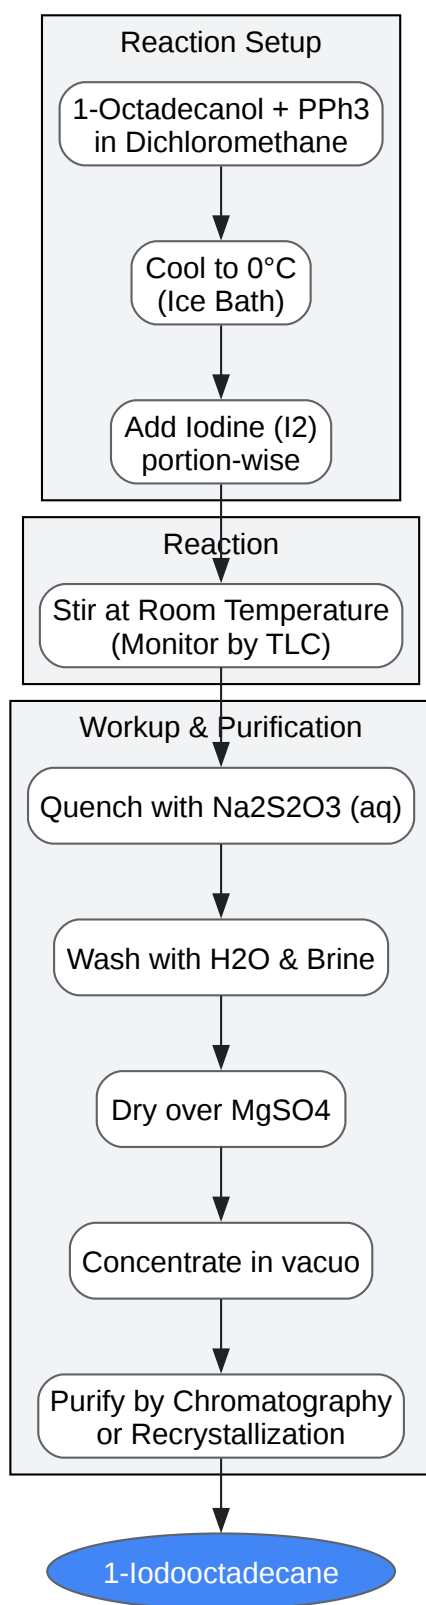 Reaction Setup
1-Octadecanol + PPh3
in Dichloromethane
Cool to 0°C
(Ice Bath)
Add Iodine (I2)
portion-wise
Reaction
Stir at Room Temperature
(Monitor by TLC)
Workup & Purification
Quench with Na2S2O3 (aq)
Wash with H2O & Brine
Dry over MgSO4
Concentrate in vacuo
Purify by Chromatography
or Recrystallization
1-Iodooctadecane